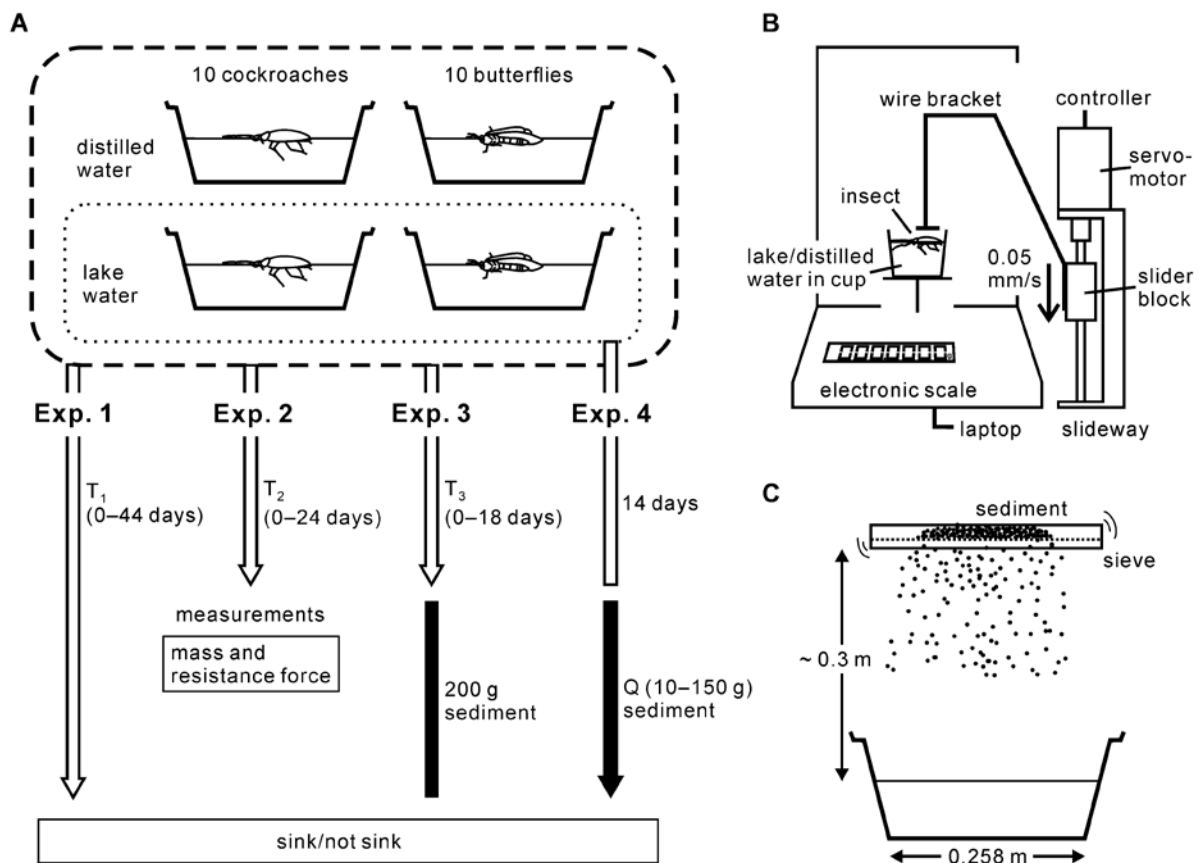 A
10 cockroaches
10 butterflies
distilled
water
lake
water
Exp. 1
Exp. 2
Exp. 3
Exp. 4
T1
(0–44 days)
T2
(0–24 days)
T3
(0–18 days)
14 days
measurements
mass and
resistance force
200 g
sediment
Q (10–150 g)
sediment
sink/not sink
B
wire bracket
controller
servo-
motor
insect
lake/distilled
water in cup
0.05
mm/s
slider
block
electronic scale
laptop
slideway
C
sediment
sieve
~ 0.3 m
0.258 m